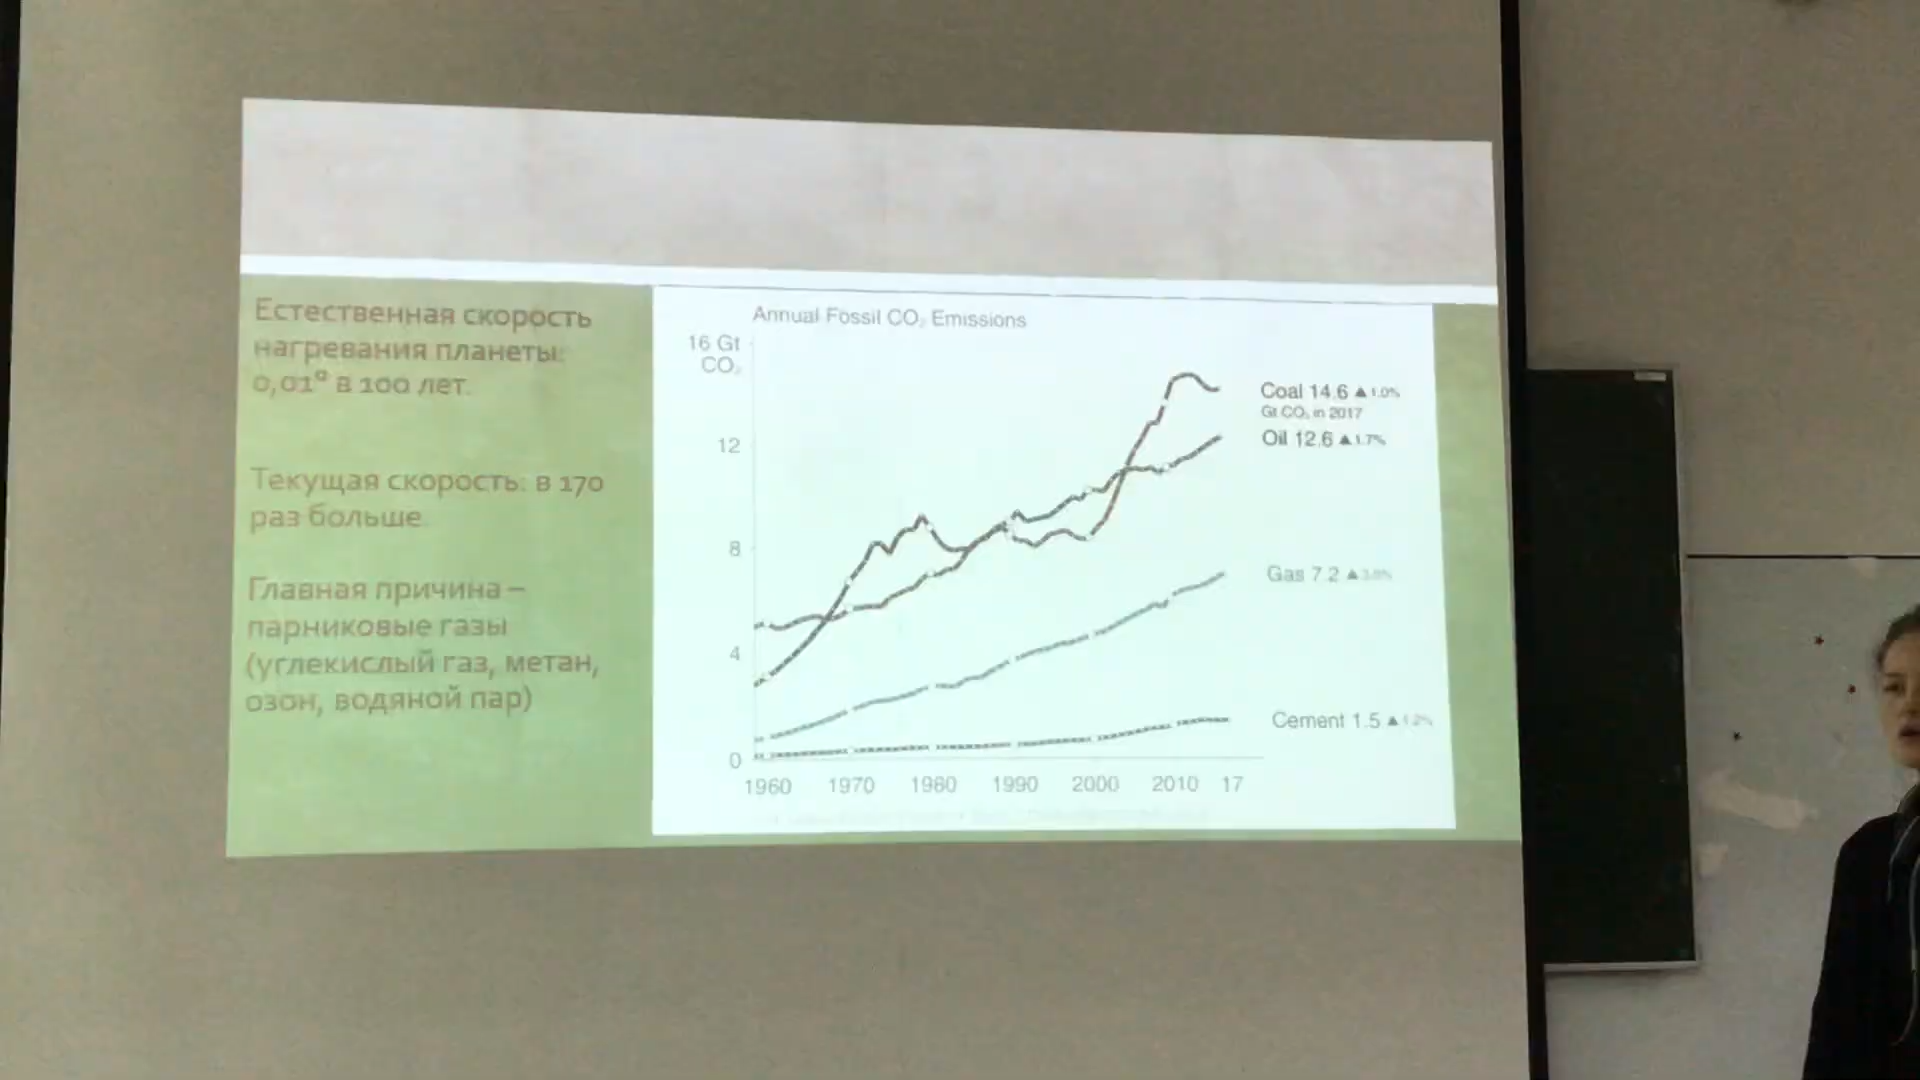 Естественная скорость
нагревания планеты:
0,01° в 100 лет.
Текущая скорость: в 170
раз больше.
Главная причина –
парниковые газы
(углекислый газ, метан,
озон, водяной пар)
Annual Fossil CO₂ Emissions
16 Gt
CO₂
12
8
4
0
1960 1970 1980 1990 2000 2010 17
Coal 14.6 ▲1.0%
Gt CO₂ in 2017
Oil 12.6 ▲1.7%
Gas 7.2 ▲
Cement 1.5 ▲1.2%